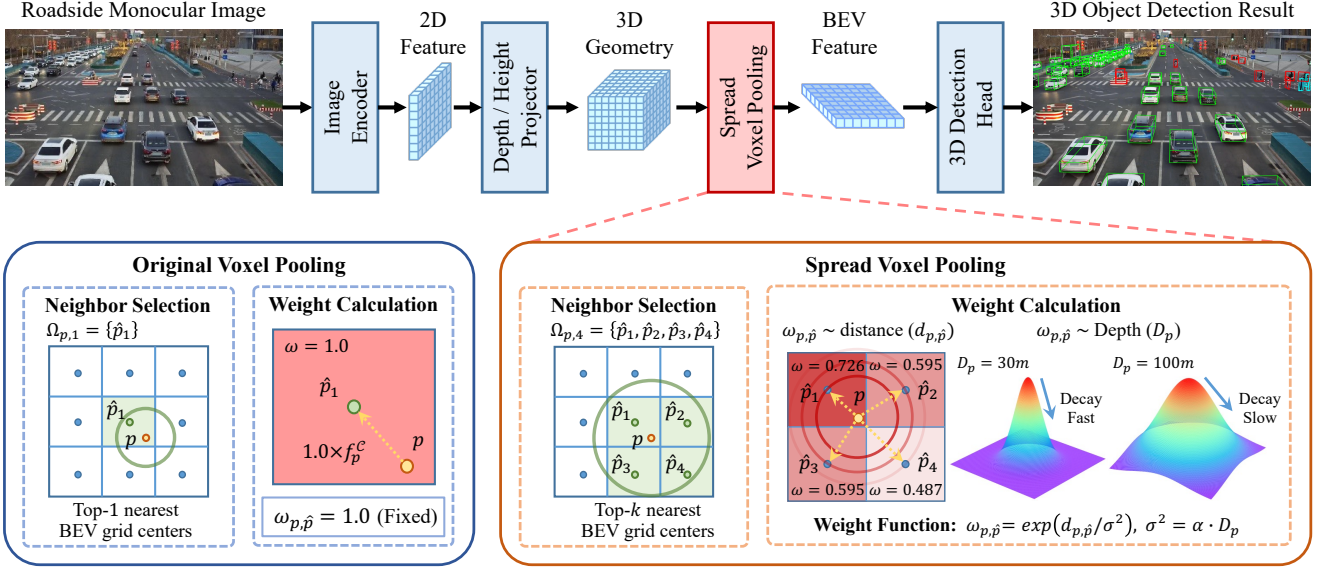 Roadside Monocular Image
Image
Encoder
2D
Feature
Depth / Height
Projector
3D
Geometry
Spread
Voxel Pooling
BEV
Feature
3D Detection
Head
3D Object Detection Result
Original Voxel Pooling
Neighbor Selection
Ω_{p,1} = {p̂_1}
p̂_1
p
Top-1 nearest
BEV grid centers
Weight Calculation
ω = 1.0
p̂_1
p
1.0×f_p^C
ω_{p,p̂} = 1.0 (Fixed)
Spread Voxel Pooling
Neighbor Selection
Ω_{p,4} = {p̂_1, p̂_2, p̂_3, p̂_4}
p̂_1
p̂_2
p
p̂_3
p̂_4
Top-k nearest
BEV grid centers
Weight Calculation
ω_{p,p̂} ~ distance (d_{p,p̂})
ω = 0.726
ω = 0.595
p̂_1
p
p̂_2
p̂_3
p̂_4
ω = 0.595
ω = 0.487
ω_{p,p̂} ~ Depth (D_p)
D_p = 30m
Decay
Fast
D_p = 100m
Decay
Slow
Weight Function: ω_{p,p̂} = exp(d_{p,p̂}/σ²), σ² = α · D_p